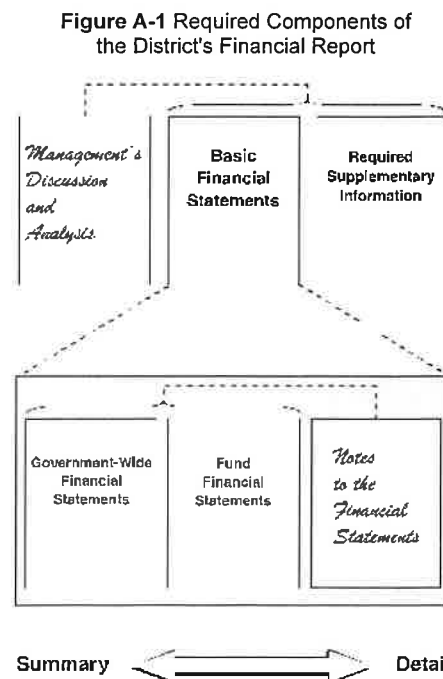 Figure A-1 Required Components of
the District's Financial Report
Management's
Discussion
and
Analysis
Basic
Financial
Statements
Required
Supplementary
Information
Government-Wide
Financial
Statements
Fund
Financial
Statements
Notes
to the
Financial
Statements
Summary
Detai